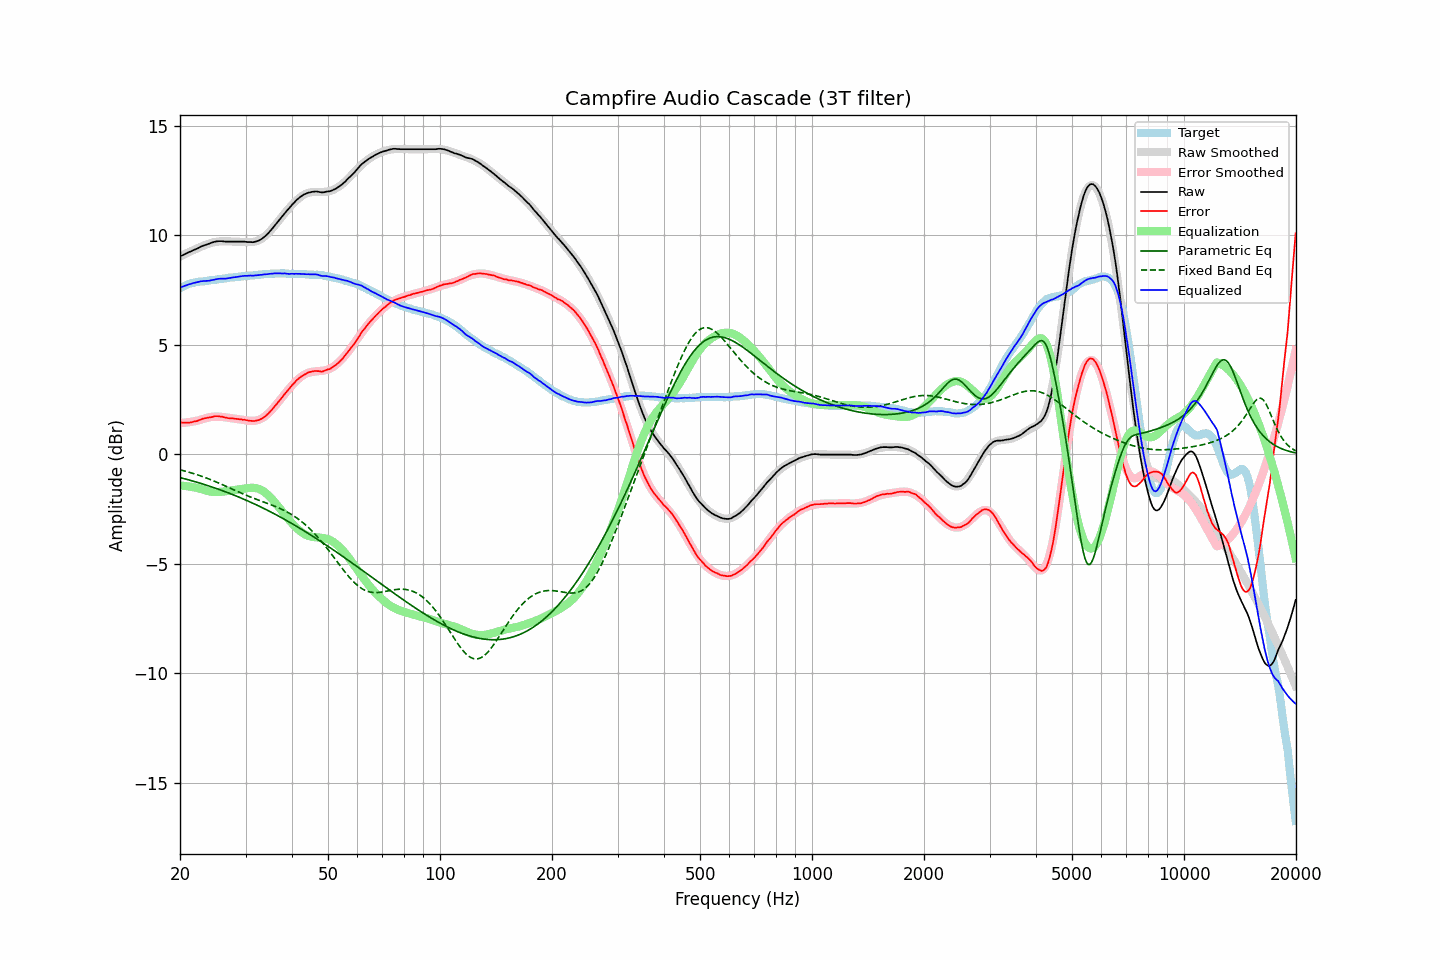 Campfire Audio Cascade (3T filter)
Target
Raw Smoothed
Error Smoothed
Raw
Error
Equalization
Parametric Eq
Fixed Band Eq
Equalized
15
10
5
0
−5
−10
−15
Amplitude (dBr)
20 50 100 200 500 1000 2000 5000 10000 20000
Frequency (Hz)